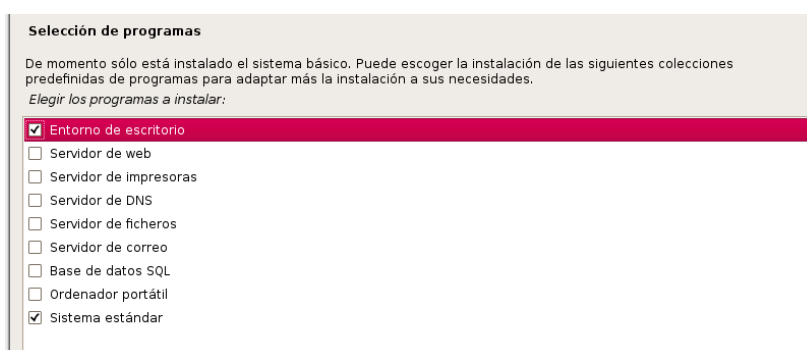 Selección de programas
De momento sólo está instalado el sistema básico. Puede escoger la instalación de las siguientes colecciones
predefinidas de programas para adaptar más la instalación a sus necesidades.
Elegir los programas a instalar:
Entorno de escritorio
Servidor de web
Servidor de impresoras
Servidor de DNS
Servidor de ficheros
Servidor de correo
Base de datos SQL
Ordenador portátil
Sistema estándar